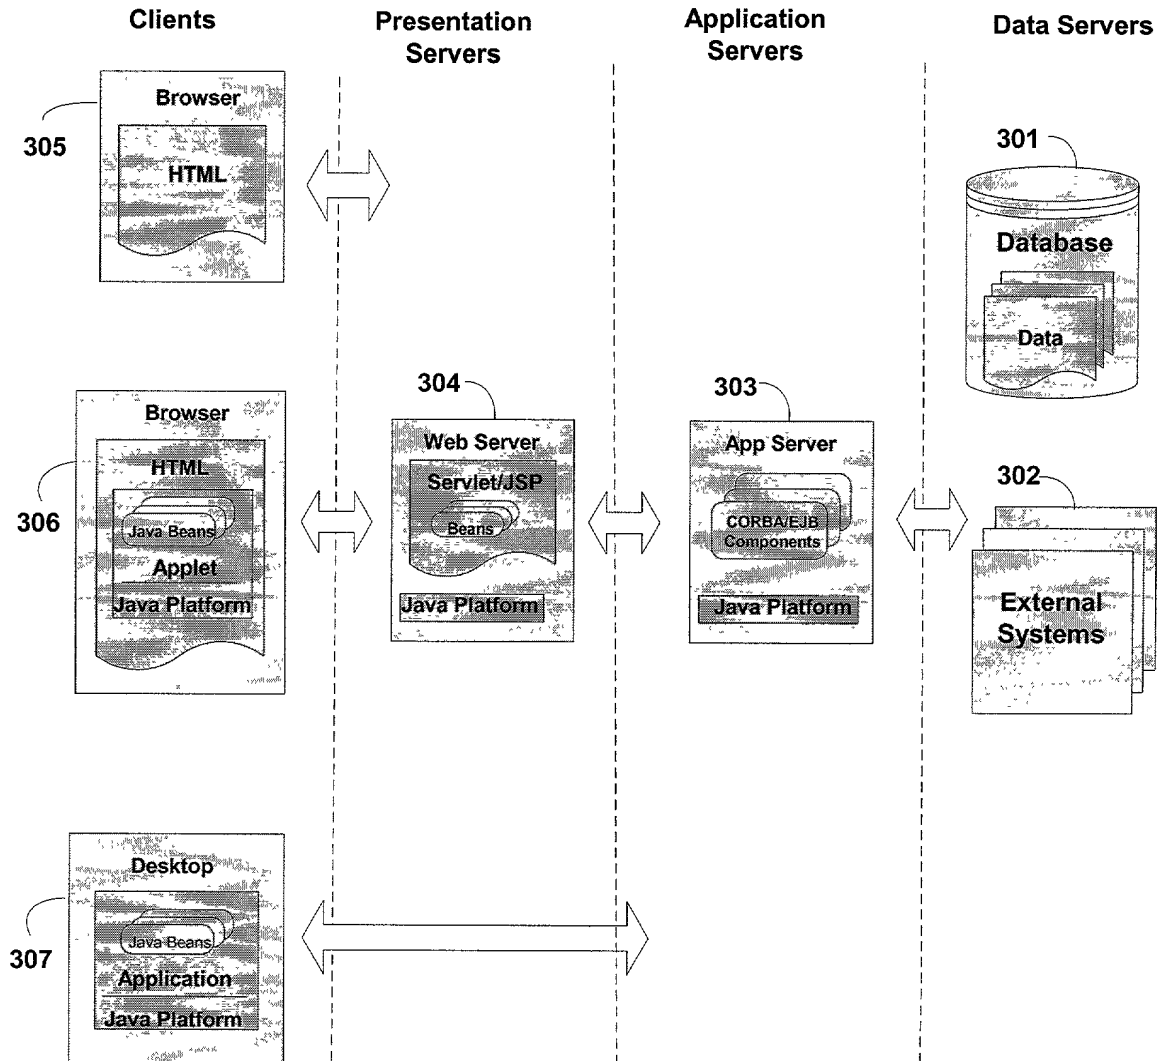 Clients
Presentation
Servers
Application
Servers
Data Servers
Browser
305
HTML
301
Database
Data
Browser
306
HTML
Java Beans
Applet
Java Platform
304
Web Server
Servlet/JSP
Beans
Java Platform
303
App Server
CORBA/EJB
Components
Java Platform
302
External
Systems
Desktop
307
Java Beans
Application
Java Platform